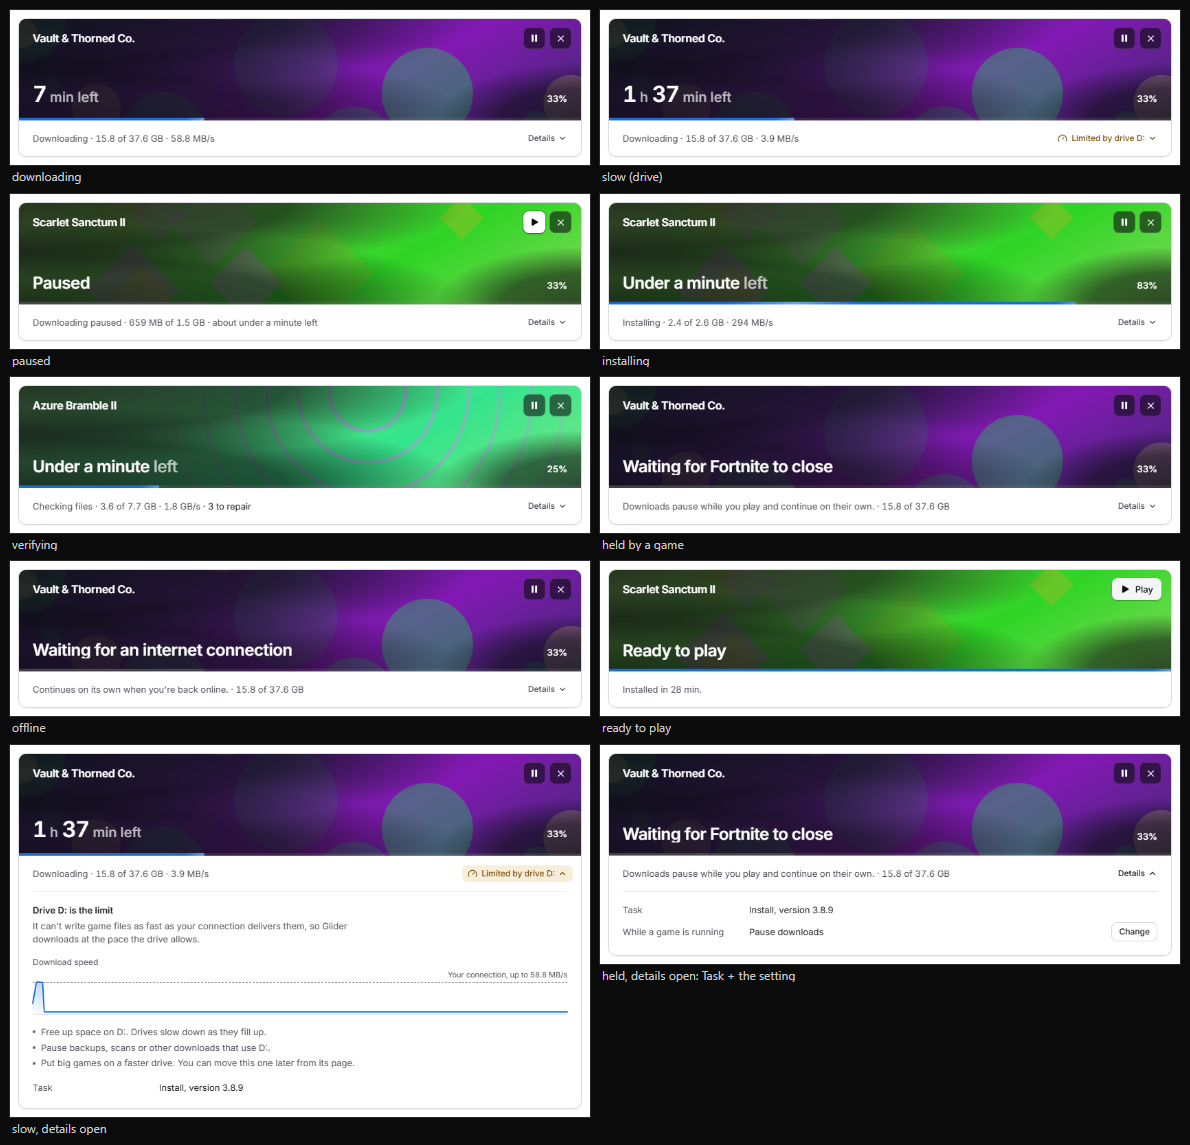 Vault & Thorned Co.
7 min left
33%
Downloading · 15.8 of 37.6 GB · 58.8 MB/s
Details
downloading
Vault & Thorned Co.
1 h 37 min left
33%
Downloading · 15.8 of 37.6 GB · 3.9 MB/s
Limited by drive D:
slow (drive)
Scarlet Sanctum II
Paused
33%
Downloading paused · 659 MB of 1.5 GB · about under a minute left
Details
paused
Scarlet Sanctum II
Under a minute left
83%
Installing · 2.4 of 2.6 GB · 294 MB/s
Details
installing
Azure Bramble II
Under a minute left
25%
Checking files · 3.6 of 7.7 GB · 1.8 GB/s · 3 to repair
Details
verifying
Vault & Thorned Co.
Waiting for Fortnite to close
33%
Downloads pause while you play and continue on their own. · 15.8 of 37.6 GB
Details
held by a game
Vault & Thorned Co.
Waiting for an internet connection
33%
Continues on its own when you're back online. · 15.8 of 37.6 GB
Details
offline
Scarlet Sanctum II
Play
Ready to play
Installed in 28 min.
ready to play
Vault & Thorned Co.
1 h 37 min left
33%
Downloading · 15.8 of 37.6 GB · 3.9 MB/s
Limited by drive D:
Drive D: is the limit
It can't write game files as fast as your connection delivers them, so Glider
downloads at the pace the drive allows.
Download speed
Your connection, up to 58.8 MB/s
• Free up space on D:. Drives slow down as they fill up.
• Pause backups, scans or other downloads that use D:.
• Put big games on a faster drive. You can move this one later from its page.
Task Install, version 3.8.9
slow, details open
Vault & Thorned Co.
Waiting for Fortnite to close
33%
Downloads pause while you play and continue on their own. · 15.8 of 37.6 GB
Details
Task Install, version 3.8.9
While a game is running Pause downloads
Change
held, details open: Task + the setting